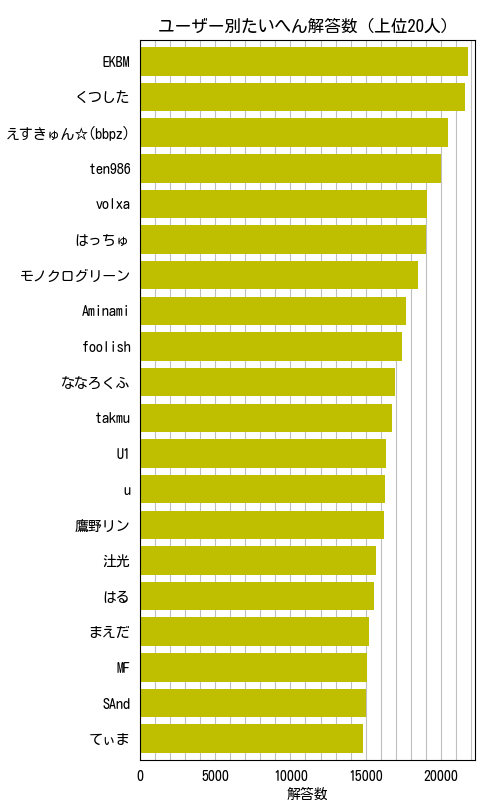 ユーザー別たいへん解答数 (上位20人)
EKBM
くつした
えすきゅん☆(bbpz)
ten986
volxa
はっちゅ
モノクログリーン
Aminami
foolish
ななろくふ
takmu
U1
u
鷹野リン
汢光
はる
まえだ
MF
SAnd
てぃま
0 5000 10000 15000 20000
解答数